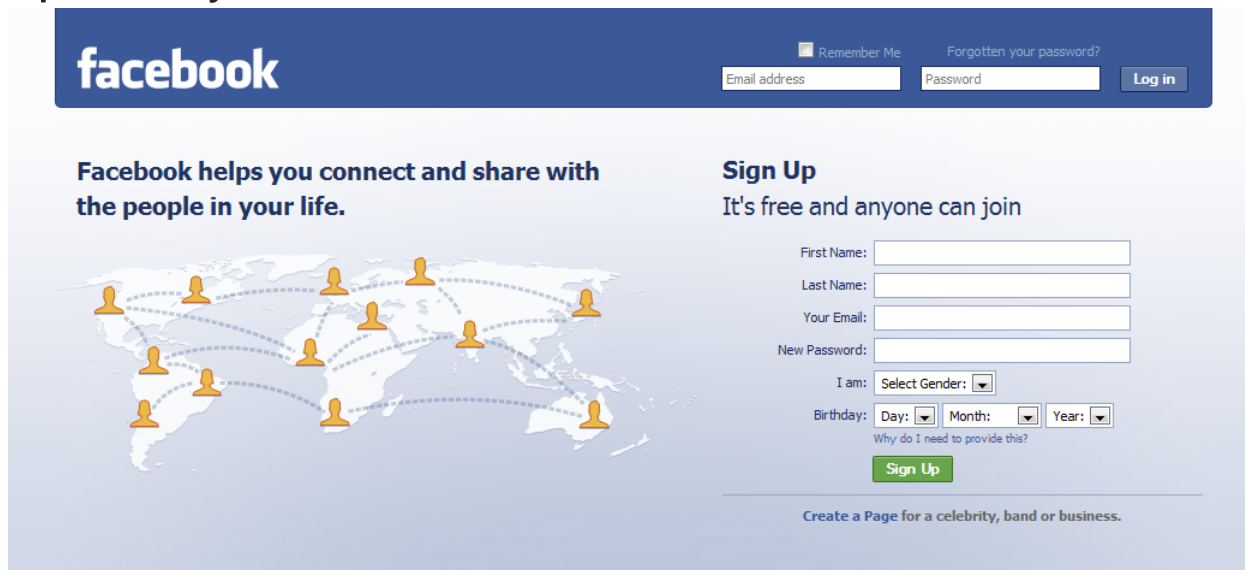 facebook
Remember Me
Forgotten your password?
Email address
Password
Log in
Facebook helps you connect and share with
the people in your life.
Sign Up
It's free and anyone can join
First Name:
Last Name:
Your Email:
New Password:
I am: Select Gender:
Birthday: Day: Month: Year:
Why do I need to provide this?
Sign Up
Create a Page for a celebrity, band or business.